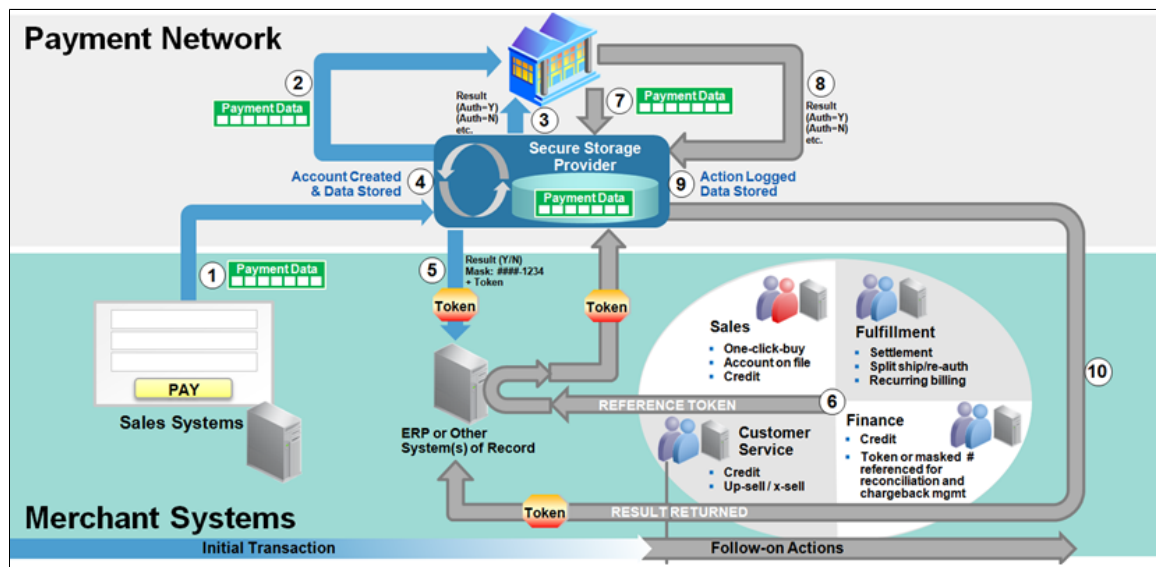 Payment Network
2
Payment Data
Result
(Auth=Y)
(Auth=N)
etc.
3
7
Payment Data
8
Result
(Auth=Y)
(Auth=N)
etc.
Secure Storage
Provider
Payment Data
Account Created
& Data Stored
4
9
Action Logged
Data Stored
1
Payment Data
5
Result (Y/N)
Mask: ####-1234
+ Token
Token
Token
PAY
Sales Systems
ERP or Other
System(s) of Record
REFERENCE TOKEN
6
Sales
▪ One-click-buy
▪ Account on file
▪ Credit
Fulfillment
▪ Settlement
▪ Split ship/re-auth
▪ Recurring billing
Customer
Service
▪ Credit
▪ Up-sell / x-sell
Finance
▪ Credit
▪ Token or masked #
referenced for
reconciliation and
chargeback mgmt
10
Token
RESULT RETURNED
Merchant Systems
Initial Transaction
Follow-on Actions